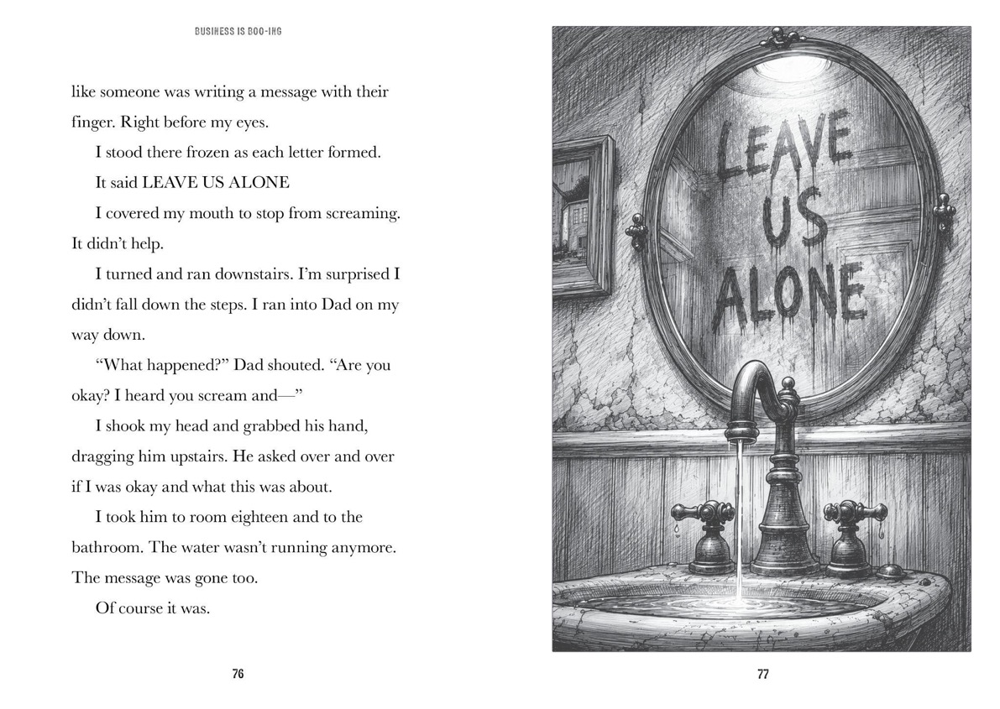 BUSINESS IS BOO-ING
like someone was writing a message with their
finger. Right before my eyes.
I stood there frozen as each letter formed.
It said LEAVE US ALONE
I covered my mouth to stop from screaming.
It didn’t help.
I turned and ran downstairs. I’m surprised I
didn’t fall down the steps. I ran into Dad on my
way down.
“What happened?” Dad shouted. “Are you
okay? I heard you scream and—”
I shook my head and grabbed his hand,
dragging him upstairs. He asked over and over
if I was okay and what this was about.
I took him to room eighteen and to the
bathroom. The water wasn’t running anymore.
The message was gone too.
Of course it was.
76
LEAVE
US
ALONE
77